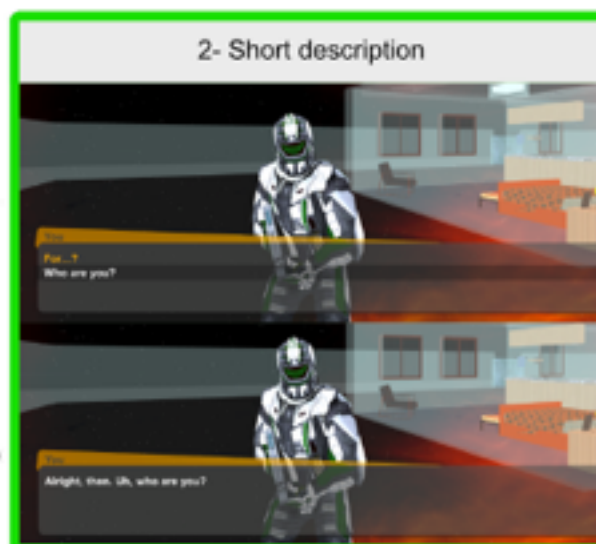 2- Short description
You
For...?
Who are you?
You
Alright, then. Uh, who are you?